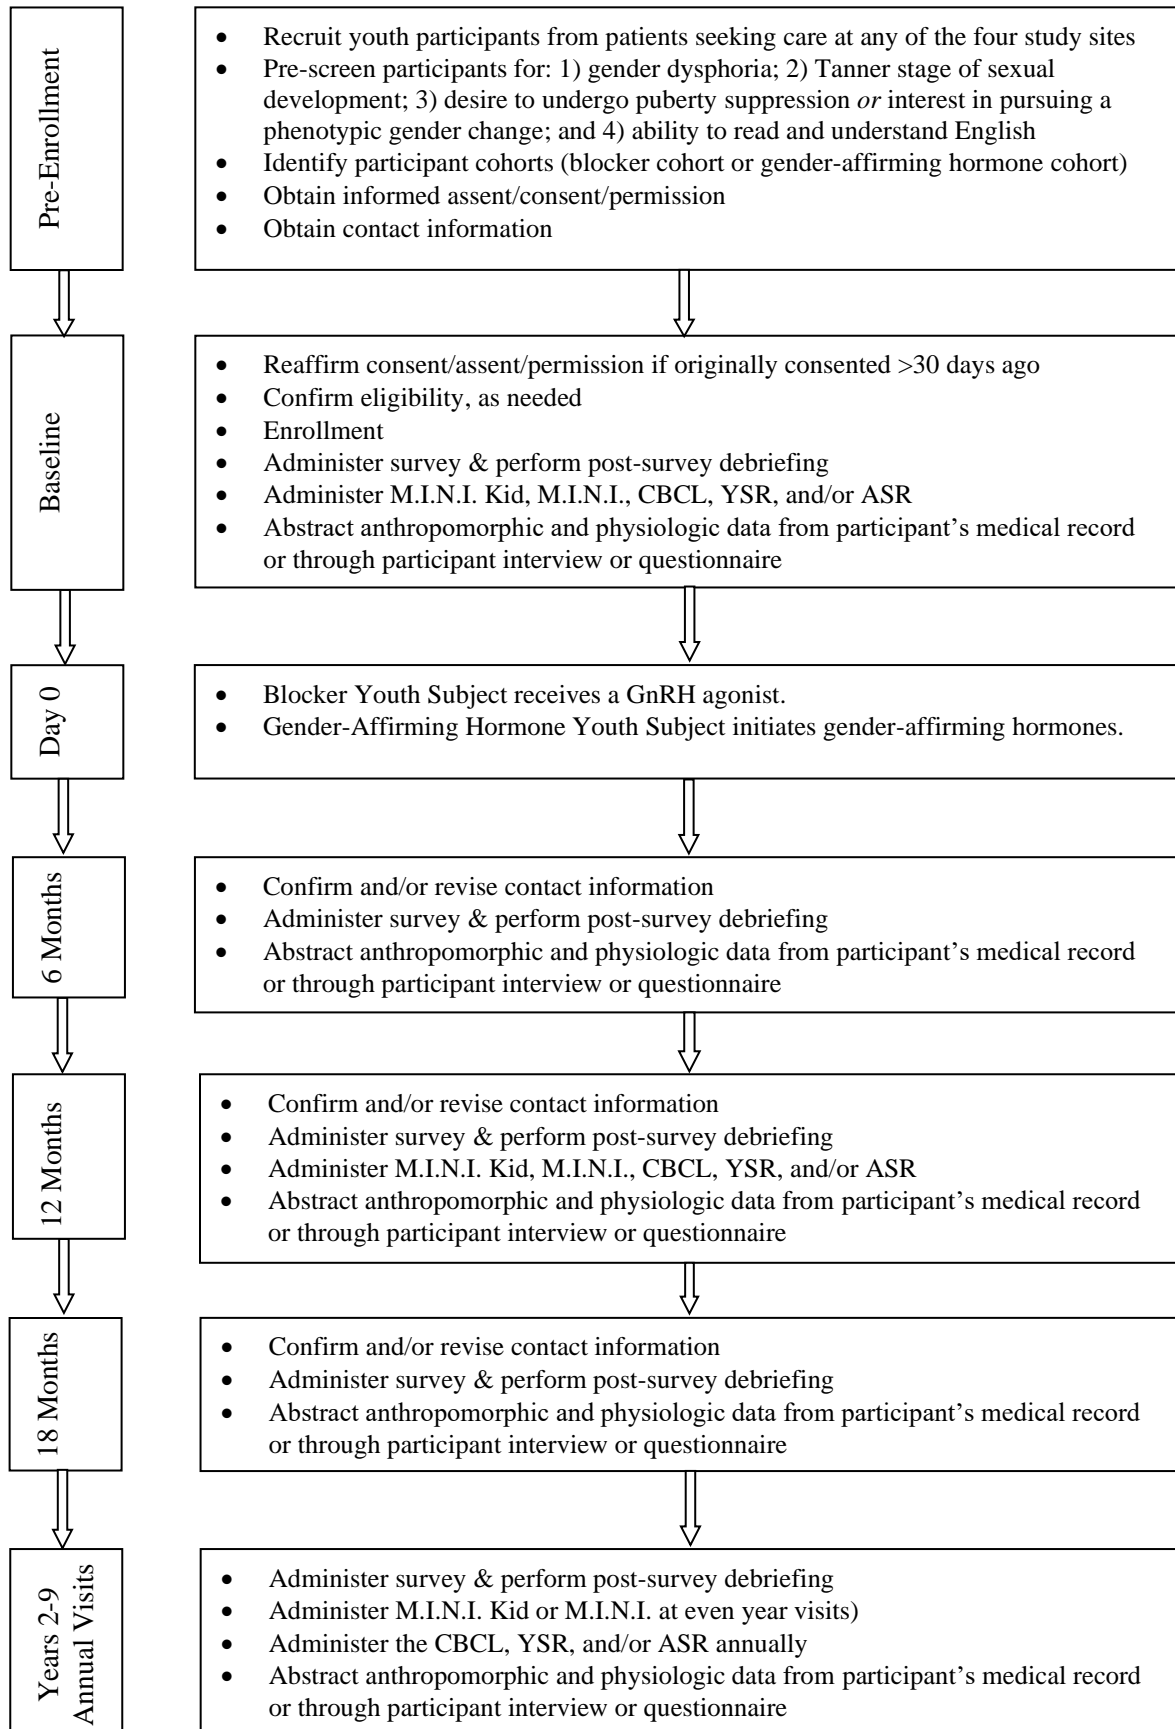 Pre-Enrollment
• Recruit youth participants from patients seeking care at any of the four study sites
• Pre-screen participants for: 1) gender dysphoria; 2) Tanner stage of sexual
development; 3) desire to undergo puberty suppression or interest in pursuing a
phenotypic gender change; and 4) ability to read and understand English
• Identify participant cohorts (blocker cohort or gender-affirming hormone cohort)
• Obtain informed assent/consent/permission
• Obtain contact information
Baseline
• Reaffirm consent/assent/permission if originally consented >30 days ago
• Confirm eligibility, as needed
• Enrollment
• Administer survey & perform post-survey debriefing
• Administer M.I.N.I. Kid, M.I.N.I., CBCL, YSR, and/or ASR
• Abstract anthropomorphic and physiologic data from participant’s medical record
or through participant interview or questionnaire
Day 0
• Blocker Youth Subject receives a GnRH agonist.
• Gender-Affirming Hormone Youth Subject initiates gender-affirming hormones.
6 Months
• Confirm and/or revise contact information
• Administer survey & perform post-survey debriefing
• Abstract anthropomorphic and physiologic data from participant’s medical record
or through participant interview or questionnaire
12 Months
• Confirm and/or revise contact information
• Administer survey & perform post-survey debriefing
• Administer M.I.N.I. Kid, M.I.N.I., CBCL, YSR, and/or ASR
• Abstract anthropomorphic and physiologic data from participant’s medical record
or through participant interview or questionnaire
18 Months
• Confirm and/or revise contact information
• Administer survey & perform post-survey debriefing
• Abstract anthropomorphic and physiologic data from participant’s medical record
or through participant interview or questionnaire
Years 2-9
Annual Visits
• Administer survey & perform post-survey debriefing
• Administer M.I.N.I. Kid or M.I.N.I. at even year visits)
• Administer the CBCL, YSR, and/or ASR annually
• Abstract anthropomorphic and physiologic data from participant’s medical record
or through participant interview or questionnaire